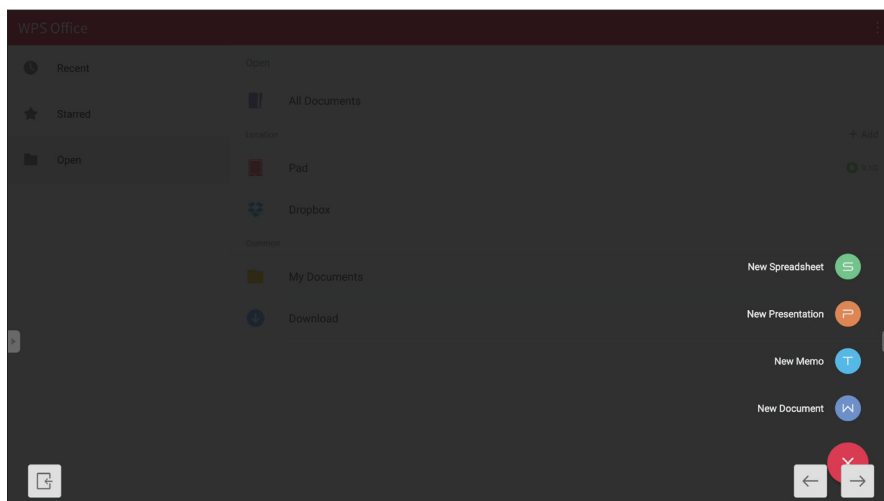 WPS Office
Recent
Starred
Open
Open
All Documents
Location
+ Add
Pad
Dropbox
Common
My Documents
Download
New Spreadsheet
S
New Presentation
P
New Memo
T
New Document
W